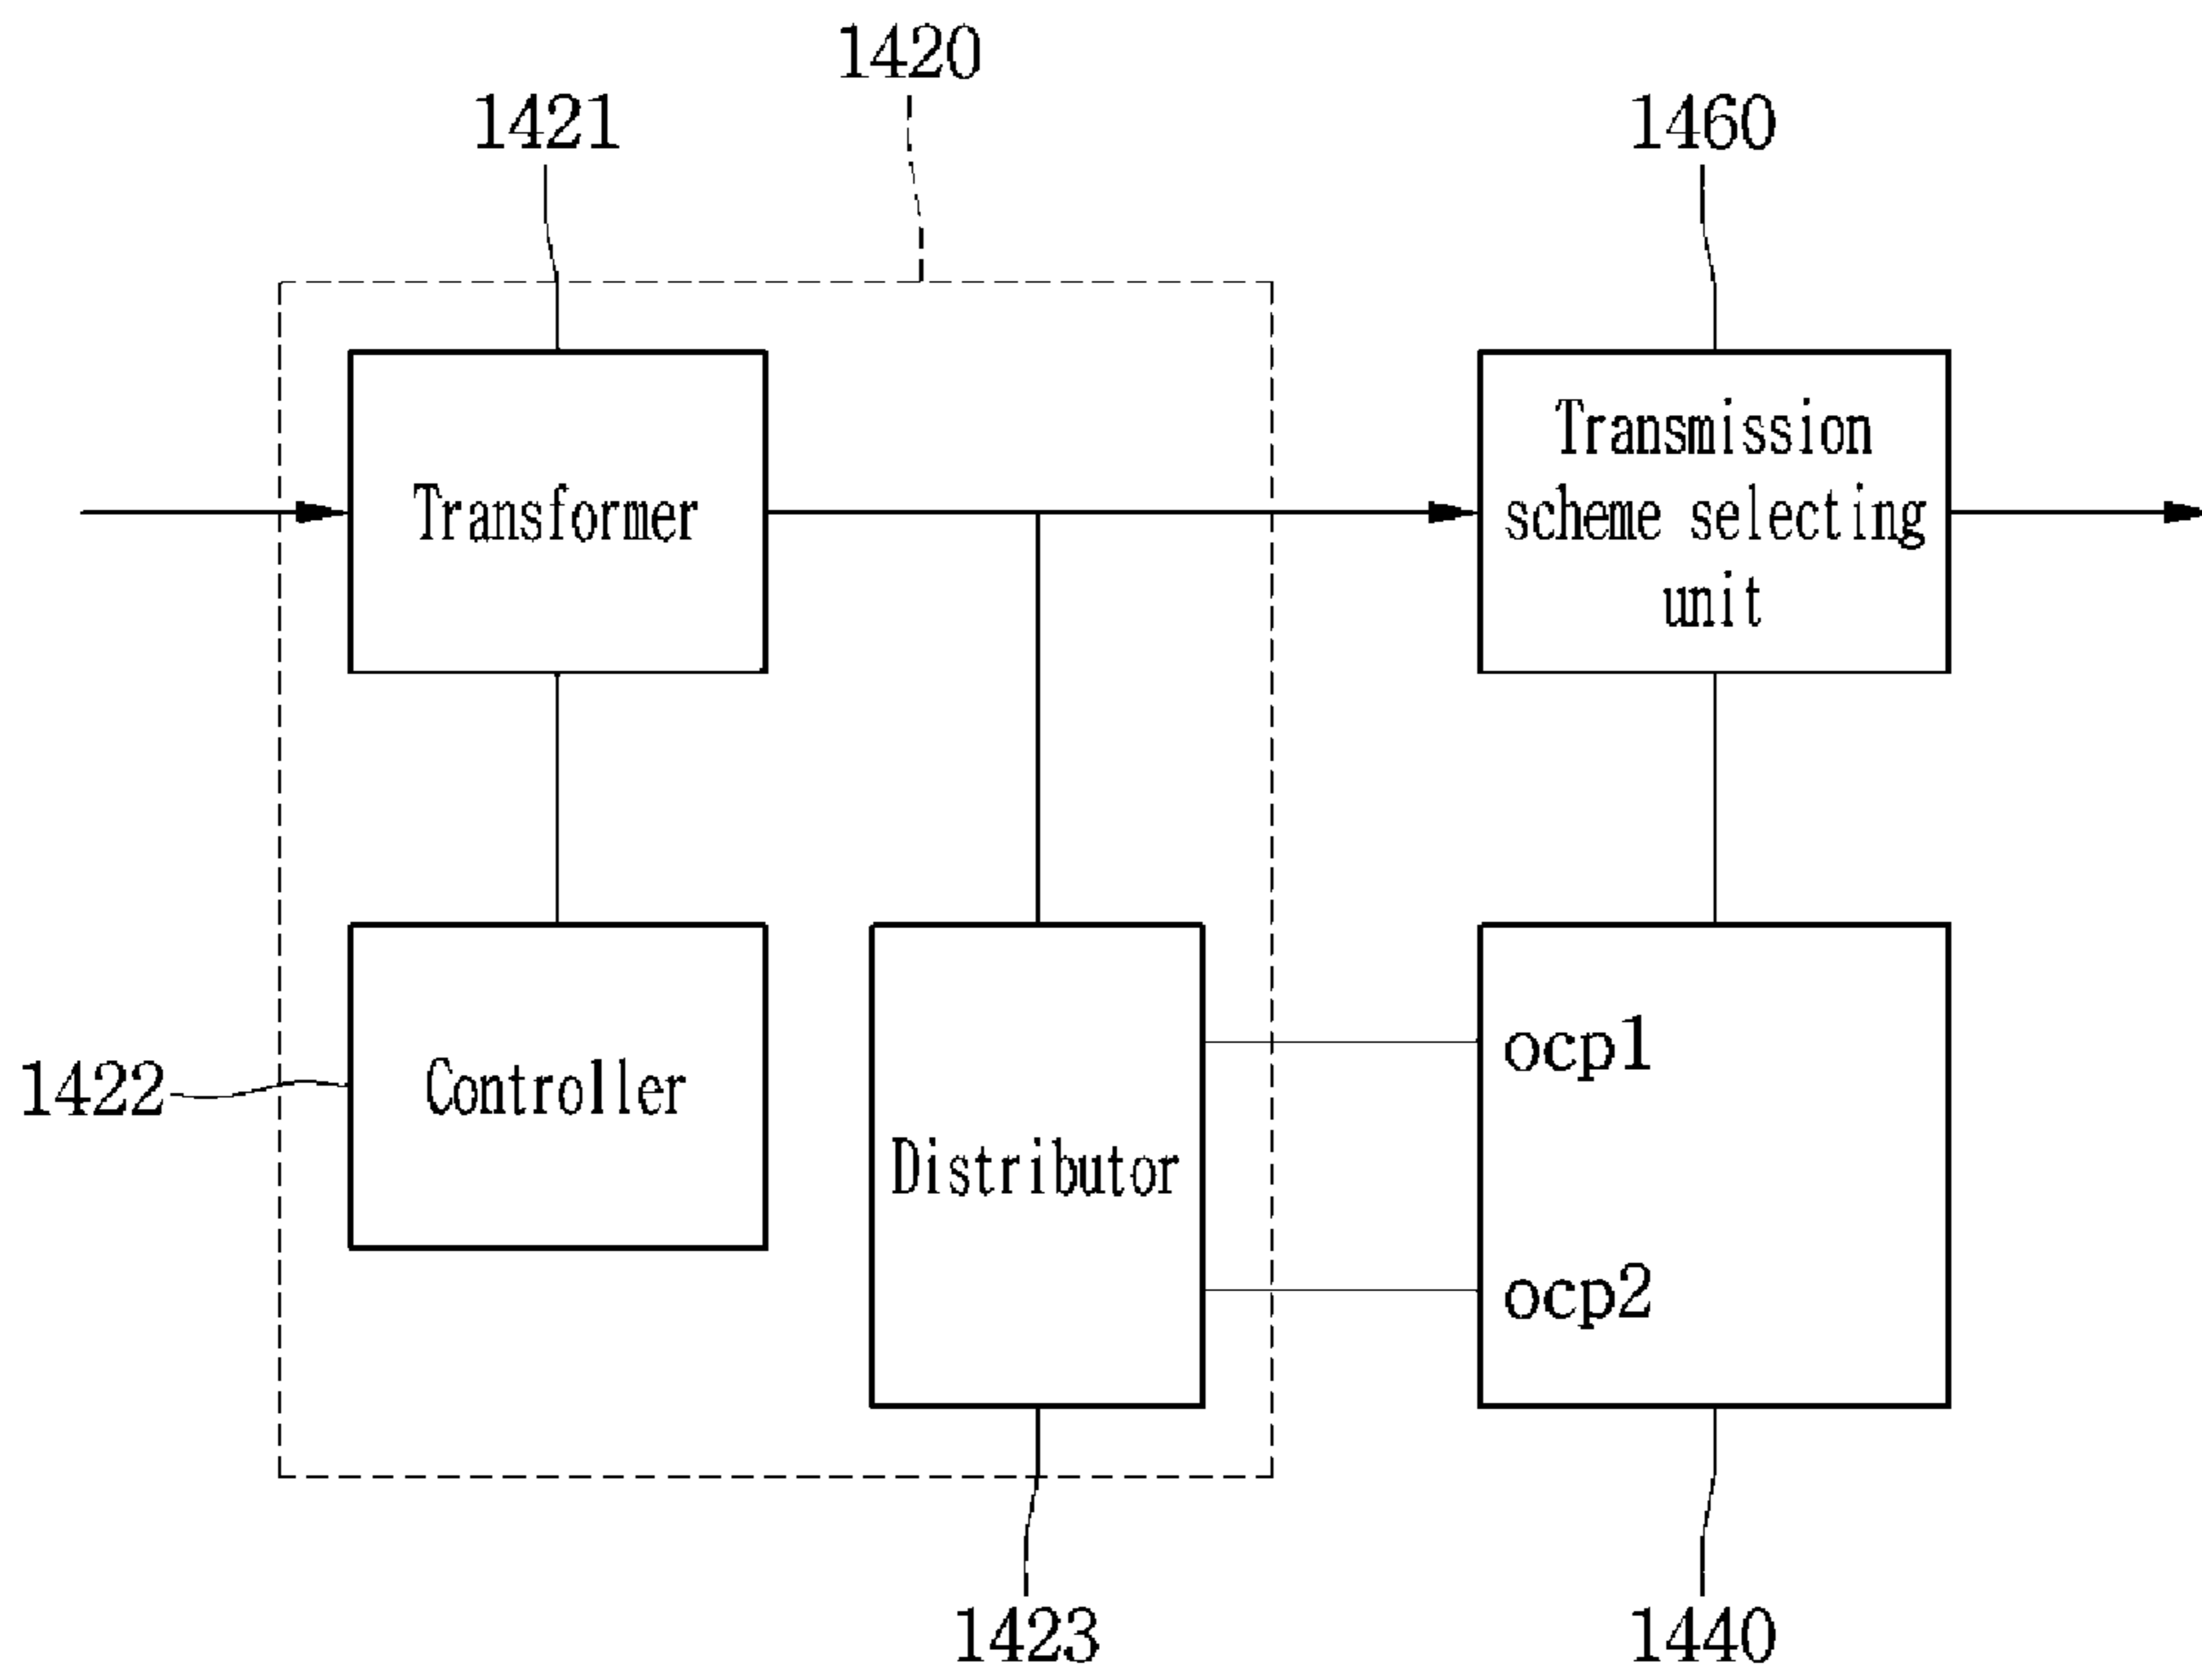 1420
1421
1460
Transformer
Transmission
scheme selecting
unit
1422
Controller
Distributor
ocp1
ocp2
1423
1440